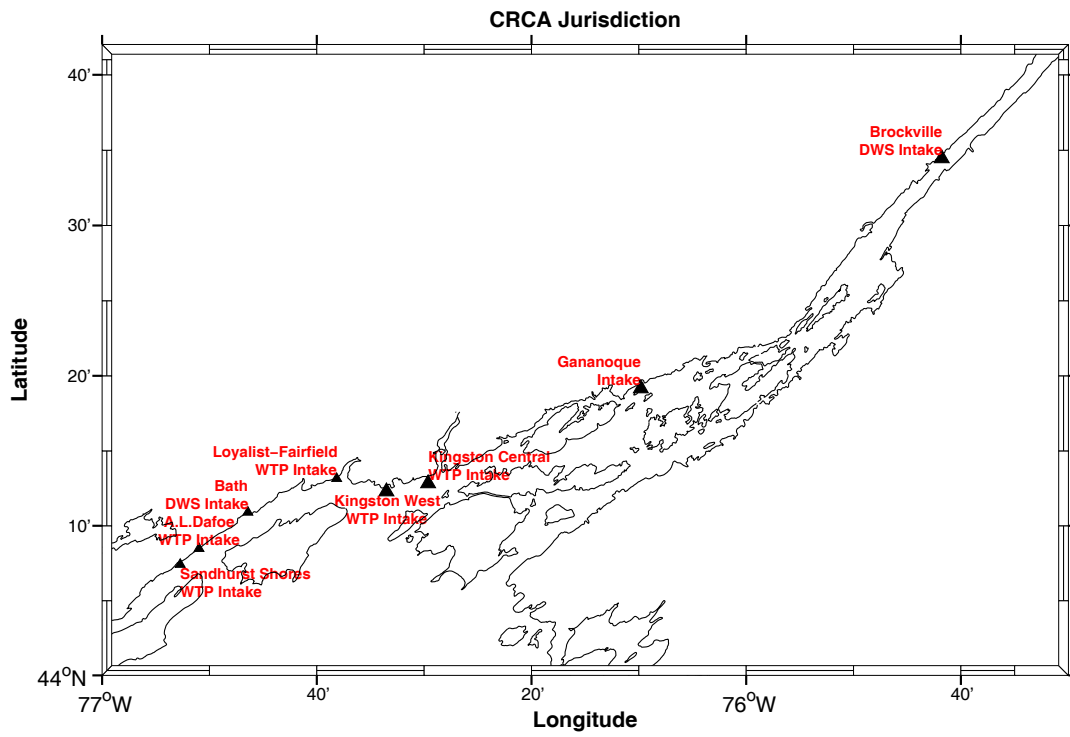 CRCA Jurisdiction
40'
Brockville
DWS Intake
30'
Latitude
Gananoque
Intake
20'
Loyalist−Fairfield
WTP Intake
Kingston Central
WTP Intake
Bath
DWS Intake
Kingston West
WTP Intake
A.L.Dafoe
WTP Intake
10'
Sandhurst Shores
WTP Intake
44°N
77°W
40'
20'
76°W
40'
Longitude